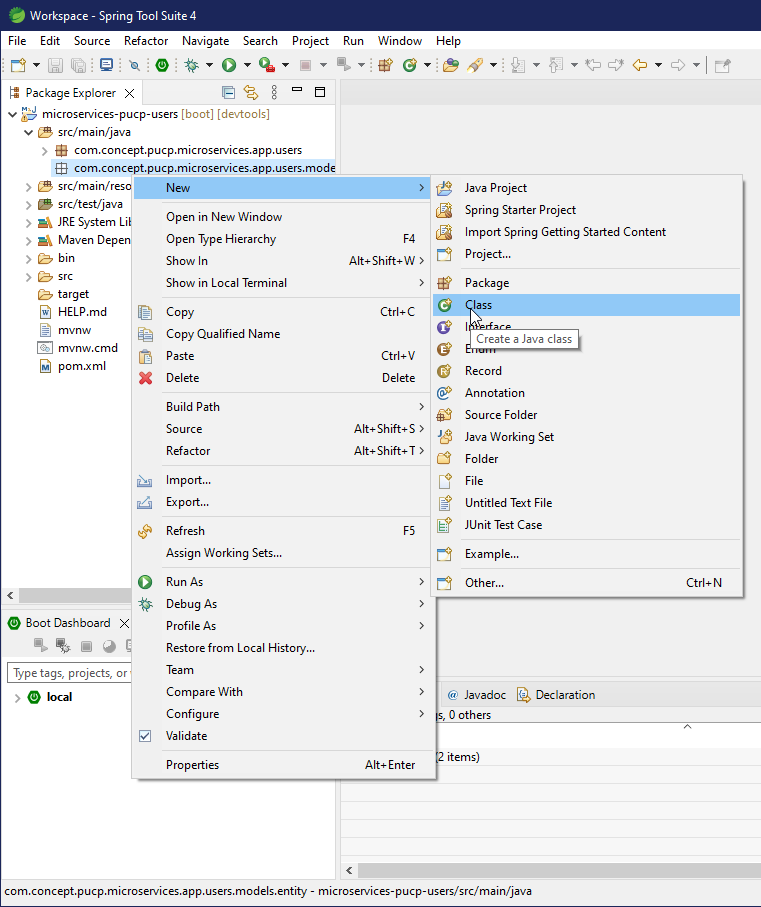 Workspace - Spring Tool Suite 4
File Edit Source Refactor Navigate Search Project Run Window Help
Package Explorer
microservices-pucp-users [boot] [devtools]
src/main/java
com.concept.pucp.microservices.app.users
com.concept.pucp.microservices.app.users.mode
src/main/reso
src/test/java
JRE System Lib
Maven Depen
bin
src
target
HELP.md
mvnw
mvnw.cmd
pom.xml
New
Open in New Window
Open Type Hierarchy F4
Show In Alt+Shift+W
Show in Local Terminal
Copy Ctrl+C
Copy Qualified Name
Paste Ctrl+V
Delete Delete
Build Path
Source Alt+Shift+S
Refactor Alt+Shift+T
Import...
Export...
Refresh F5
Assign Working Sets...
Run As
Debug As
Profile As
Restore from Local History...
Team
Compare With
Configure
Validate
Properties Alt+Enter
Java Project
Spring Starter Project
Import Spring Getting Started Content
Project...
Package
Class
Interface
Create a Java class
Enum
Record
Annotation
Source Folder
Java Working Set
Folder
File
Untitled Text File
JUnit Test Case
Example...
Other... Ctrl+N
Boot Dashboard
Type tags, projects, or
local
@ Javadoc Declaration
gs, 0 others
(2 items)
com.concept.pucp.microservices.app.users.models.entity - microservices-pucp-users/src/main/java